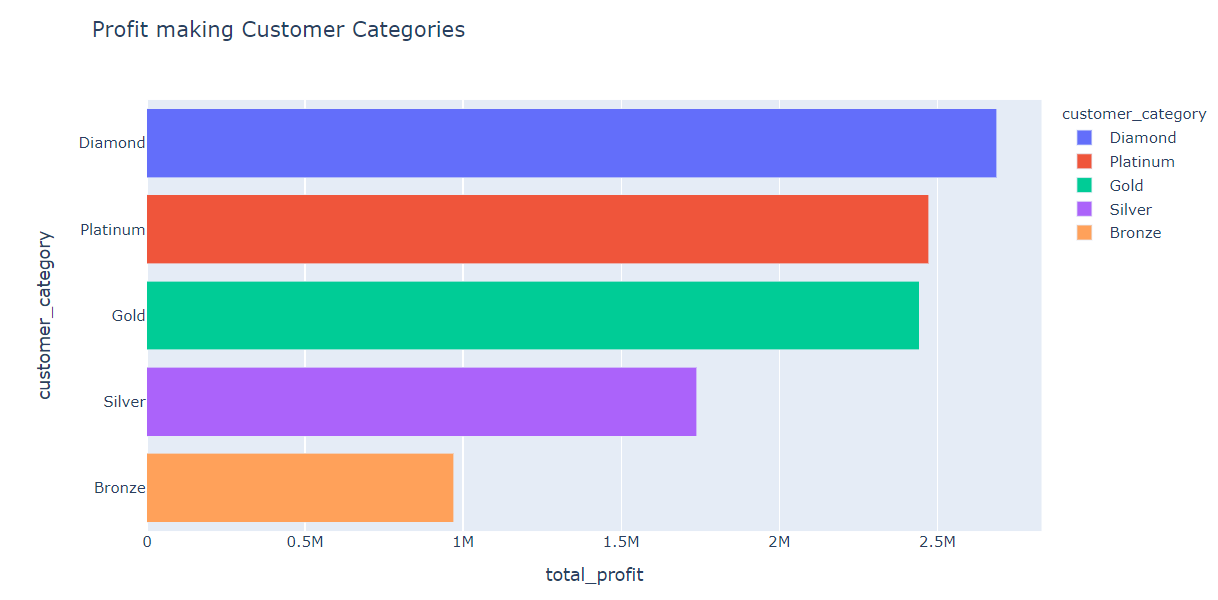 Profit making Customer Categories
customer_category
Diamond
Platinum
Gold
Silver
Bronze
0
0.5M
1M
1.5M
2M
2.5M
total_profit
customer_category
Diamond
Platinum
Gold
Silver
Bronze